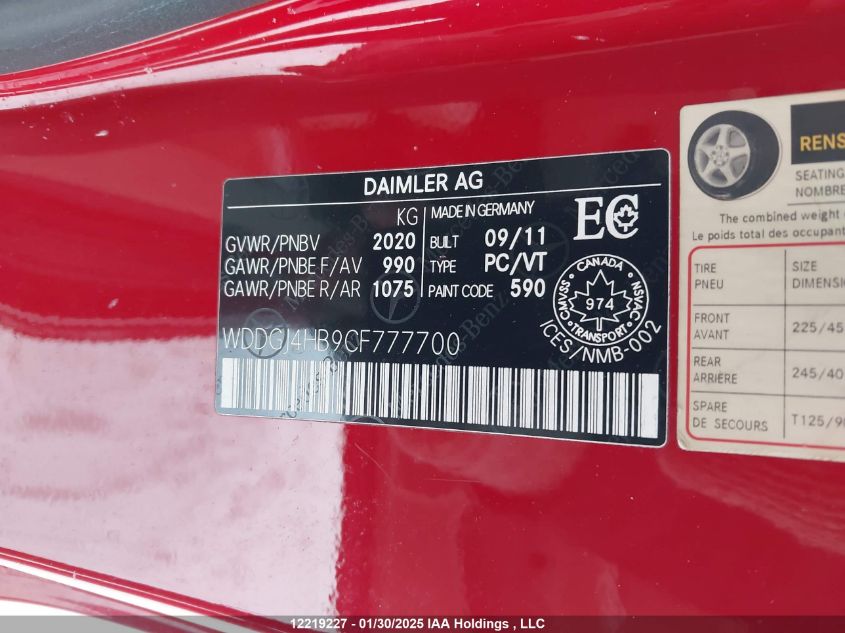 DAIMLER AG
KG
GVWR/PNBV 2020
GAWR/PNBE F/AV 990
GAWR/PNBE R/AR 1075
MADE IN GERMANY
BUILT 09/11
TYPE PC/VT
PAINT CODE 590
EC
CANADA
CMVSS 974 NSVAC
TRANSPORT
ICES/NMB-002
WDDGJ4HB9CF777700
Mercedes-Benz
RENS
SEATING
NOMBRE
The combined weight
Le poids total des occupant
TIRE SIZE
PNEU DIMENSI
FRONT
AVANT 225/45
REAR
ARRIÈRE 245/40
SPARE
DE SECOURS T125/9
12219227 - 01/30/2025 IAA Holdings , LLC